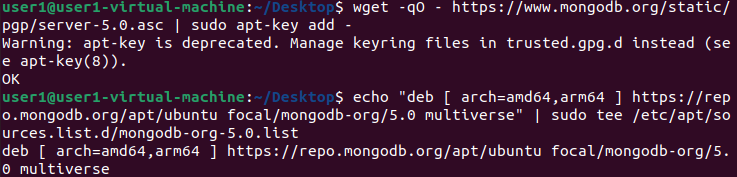 user1@user1-virtual-machine:~/Desktop$ wget -qO - https://www.mongodb.org/static/
pgp/server-5.0.asc | sudo apt-key add -
Warning: apt-key is deprecated. Manage keyring files in trusted.gpg.d instead (se
e apt-key(8)).
OK
user1@user1-virtual-machine:~/Desktop$ echo "deb [ arch=amd64,arm64 ] https://rep
o.mongodb.org/apt/ubuntu focal/mongodb-org/5.0 multiverse" | sudo tee /etc/apt/so
urces.list.d/mongodb-org-5.0.list
deb [ arch=amd64,arm64 ] https://repo.mongodb.org/apt/ubuntu focal/mongodb-org/5.
0 multiverse